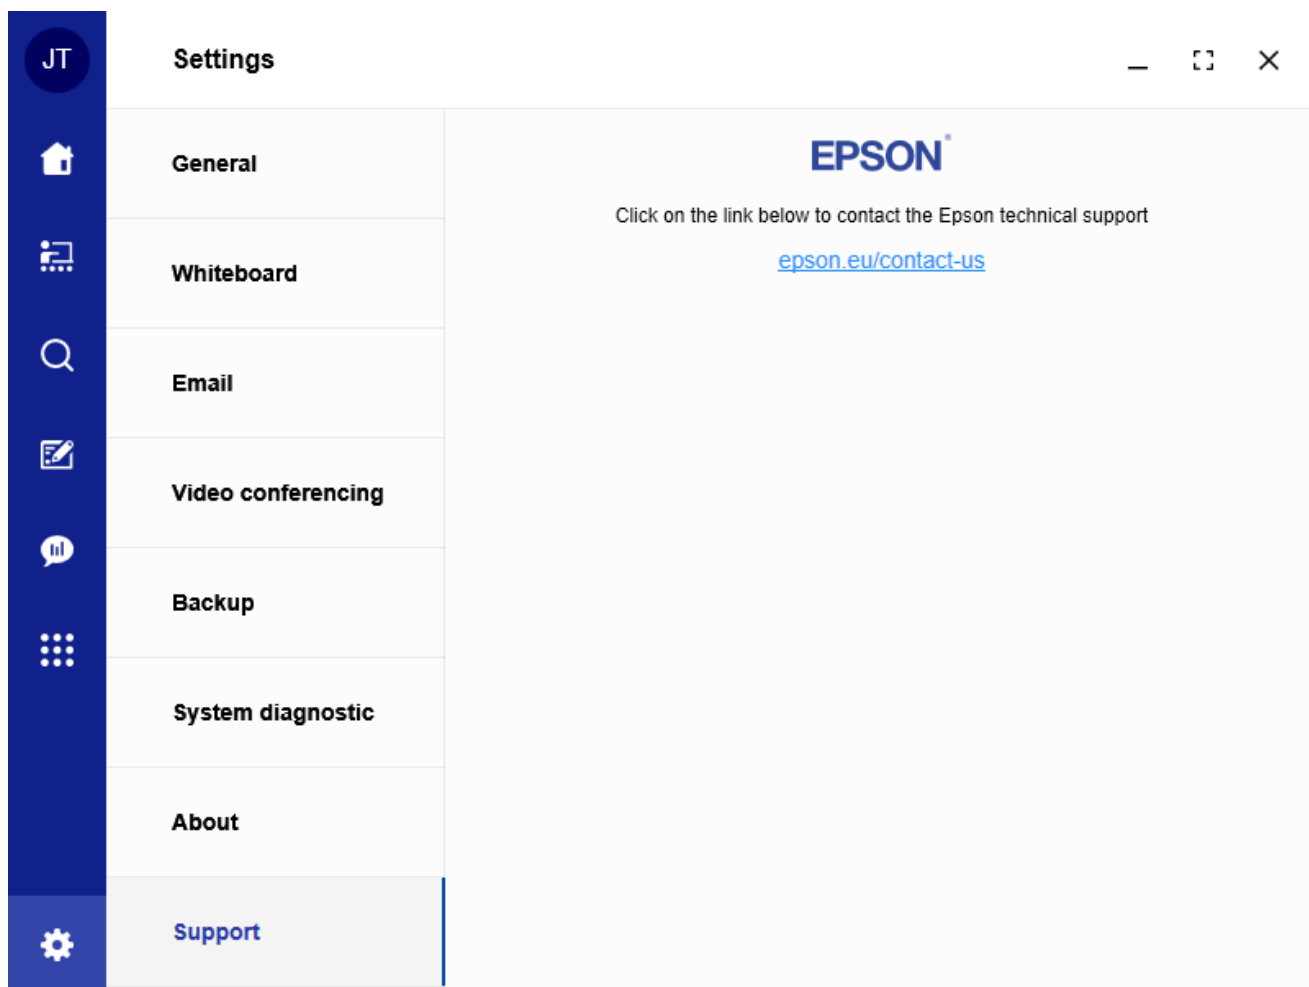 JT
Settings
General
Whiteboard
Email
Video conferencing
Backup
System diagnostic
About
Support
EPSON
Click on the link below to contact the Epson technical support
epson.eu/contact-us